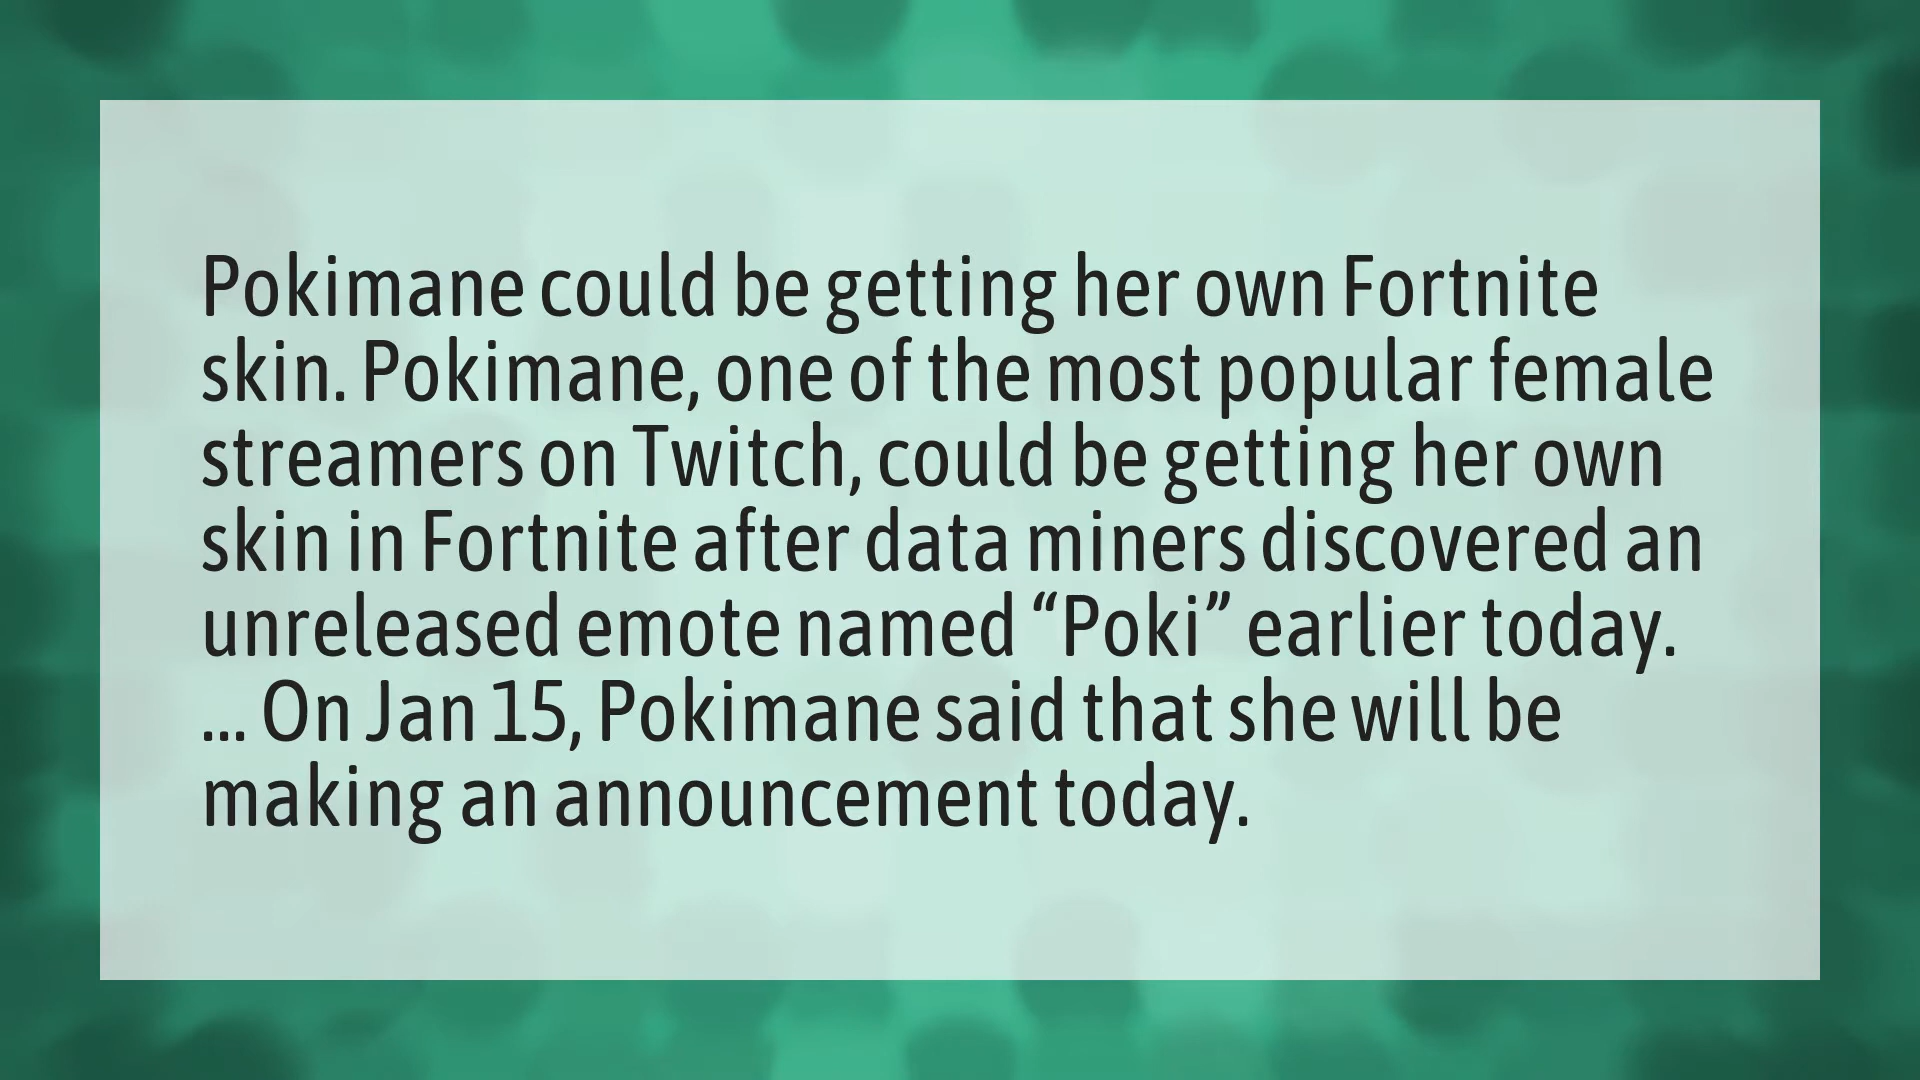 Pokimane could be getting her own Fortnite
skin. Pokimane, one of the most popular female
streamers on Twitch, could be getting her own
skin in Fortnite after data miners discovered an
unreleased emote named “Poki” earlier today.
... On Jan 15, Pokimane said that she will be
making an announcement today.